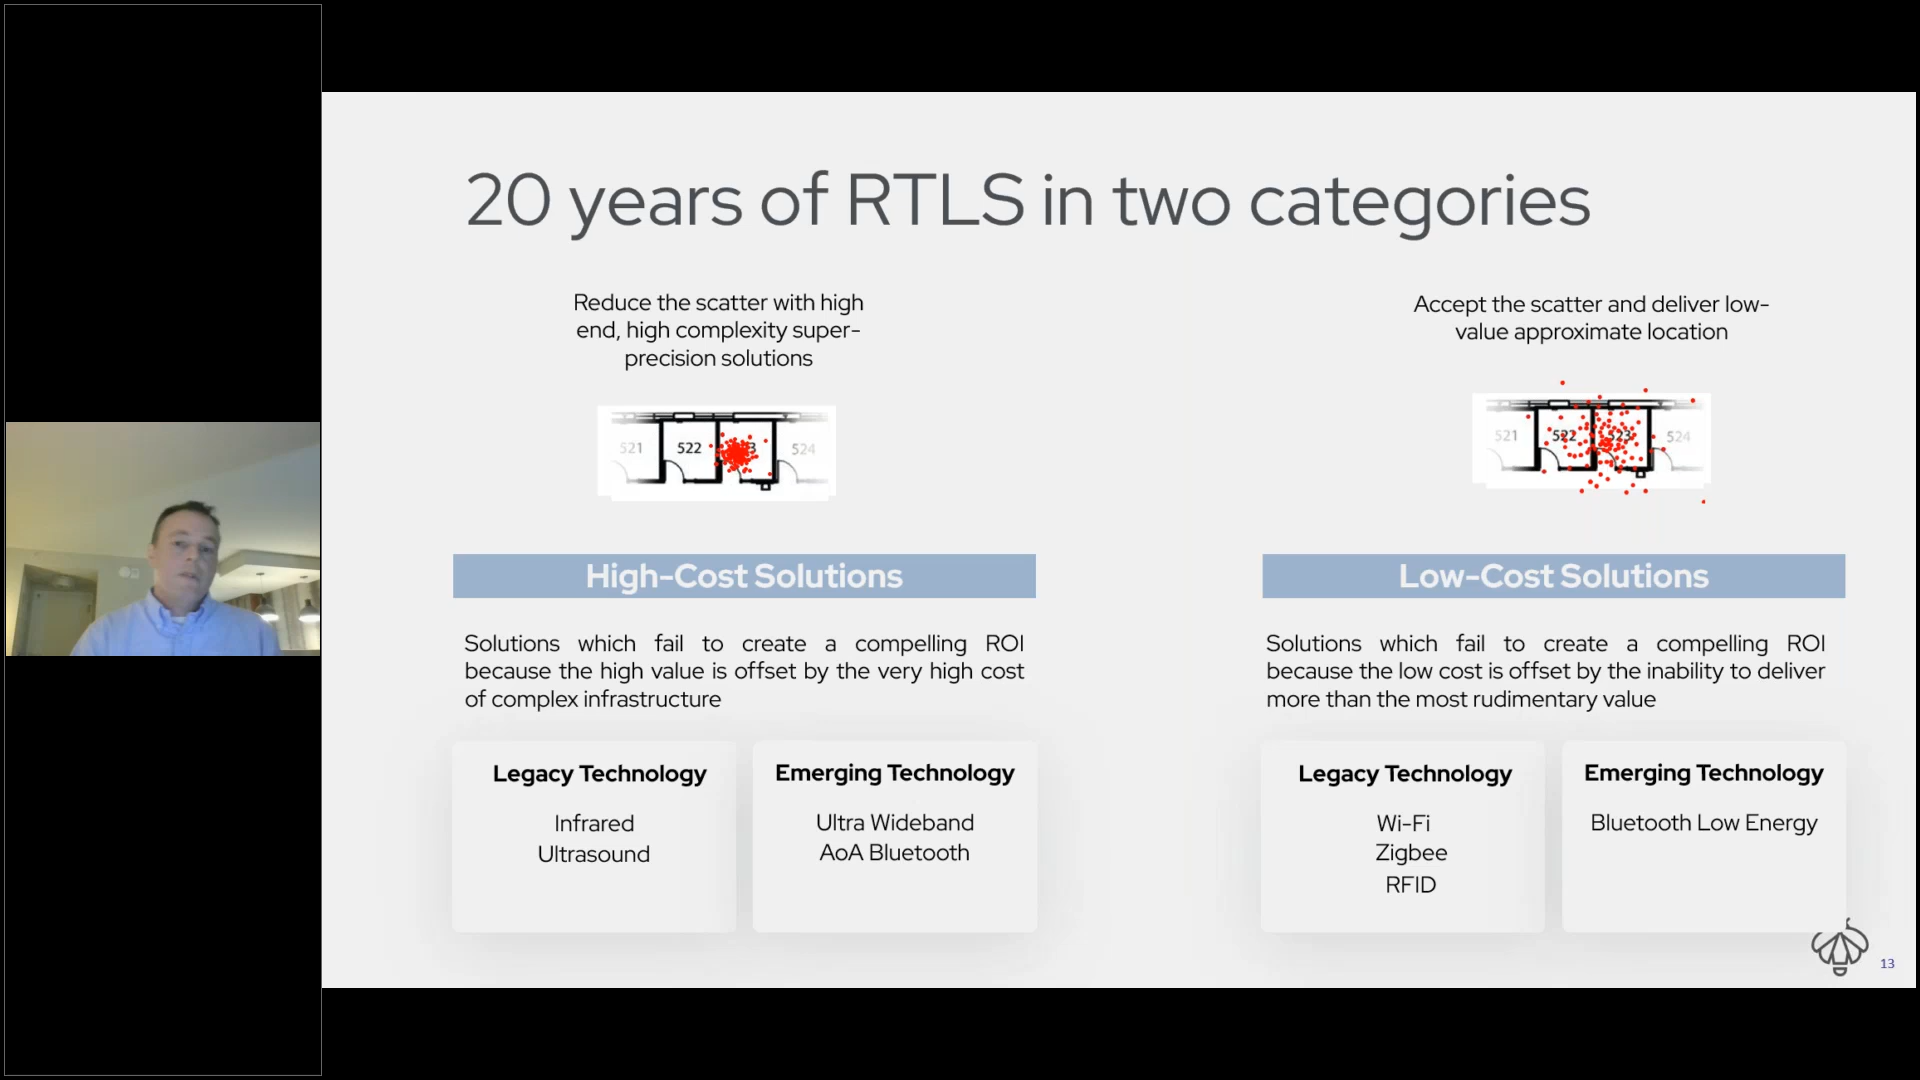 20 years of RTLS in two categories
Reduce the scatter with high
end, high complexity super-
precision solutions
521
522
3
524
High-Cost Solutions
Solutions which fail to create a compelling ROI
because the high value is offset by the very high cost
of complex infrastructure
Legacy Technology
Infrared
Ultrasound
Emerging Technology
Ultra Wideband
AoA Bluetooth
Accept the scatter and deliver low-
value approximate location
521
522
523
524
Low-Cost Solutions
Solutions which fail to create a compelling ROI
because the low cost is offset by the inability to deliver
more than the most rudimentary value
Legacy Technology
Wi-Fi
Zigbee
RFID
Emerging Technology
Bluetooth Low Energy
13